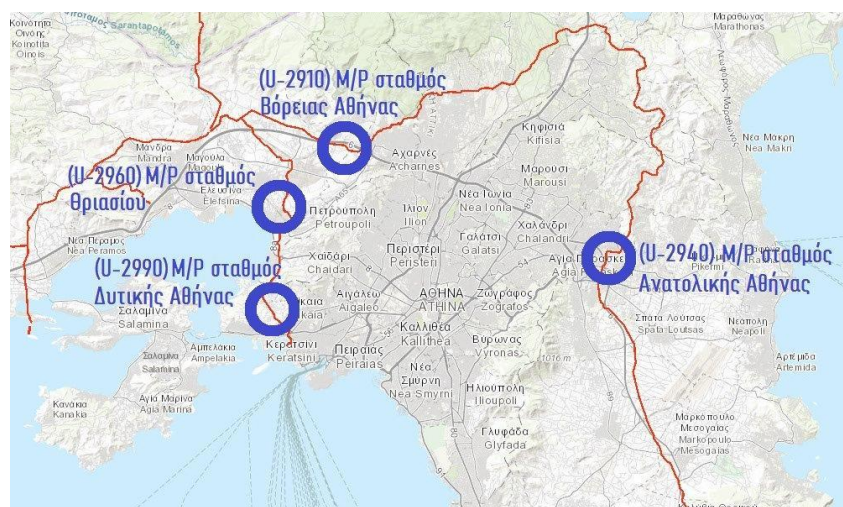 Κοινότητα
Οινόης
Koinotita
Oinois
Μαραθώνας
Marathonas
(U-2910) Μ/Ρ σταθμός
Βόρειας Αθήνας
Κηφισιά
Kifisia
Νέα Μάκρη
Nea Makri
Μάνδρα
Mandra
Μαγούλα
Αχαρνές
Acharnes
Μαρούσι
Marousi
(U-2960) Μ/Ρ σταθμός
Θριασίου
Ελευσίνα
Elefsina
Πετρούπολη
Petroupoli
Ίλιον
Ilion
Νέα Ιωνία
Nea Ionia
Χαλάνδρι
Chalandri
Νέα Πέραμος
Nea Peramos
(U-2990) Μ/Ρ σταθμός
Δυτικής Αθήνας
Χαϊδάρι
Chaidari
Περιστέρι
Peristeri
Γαλάτσι
Galatsi
(U-2940) Μ/Ρ σταθμός
Ανατολικής Αθήνας
Pikermi
Σαλαμίνα
Salamina
Αιγάλεω
Aigaleo
ΑΘΗΝΑ
ATHINA
Ζωγράφος
Zografos
Σπάτα Λούτσας
Spata-Loutsas
Νεάπολη
Neapoli
Αμπελάκια
Ampelakia
Κερατσίνι
Keratsini
Πειραιάς
Peiraias
Καλλιθέα
Kallithea
Βύρωνας
Vyronas
1016 m
Σαλαμίνα
Salamina
Αρτέμιδα
Artemida
Νέα
Σμύρνη
Nea Smyrni
Ηλιούπολη
Ilioupoli
Κανάκια
Kanakia
Αγία Μαρίνα
Agia Marina
Γλυφάδα
Glyfada
Μαρκόπουλο
Μεσογαίας
Markopoulo
Mesogaias